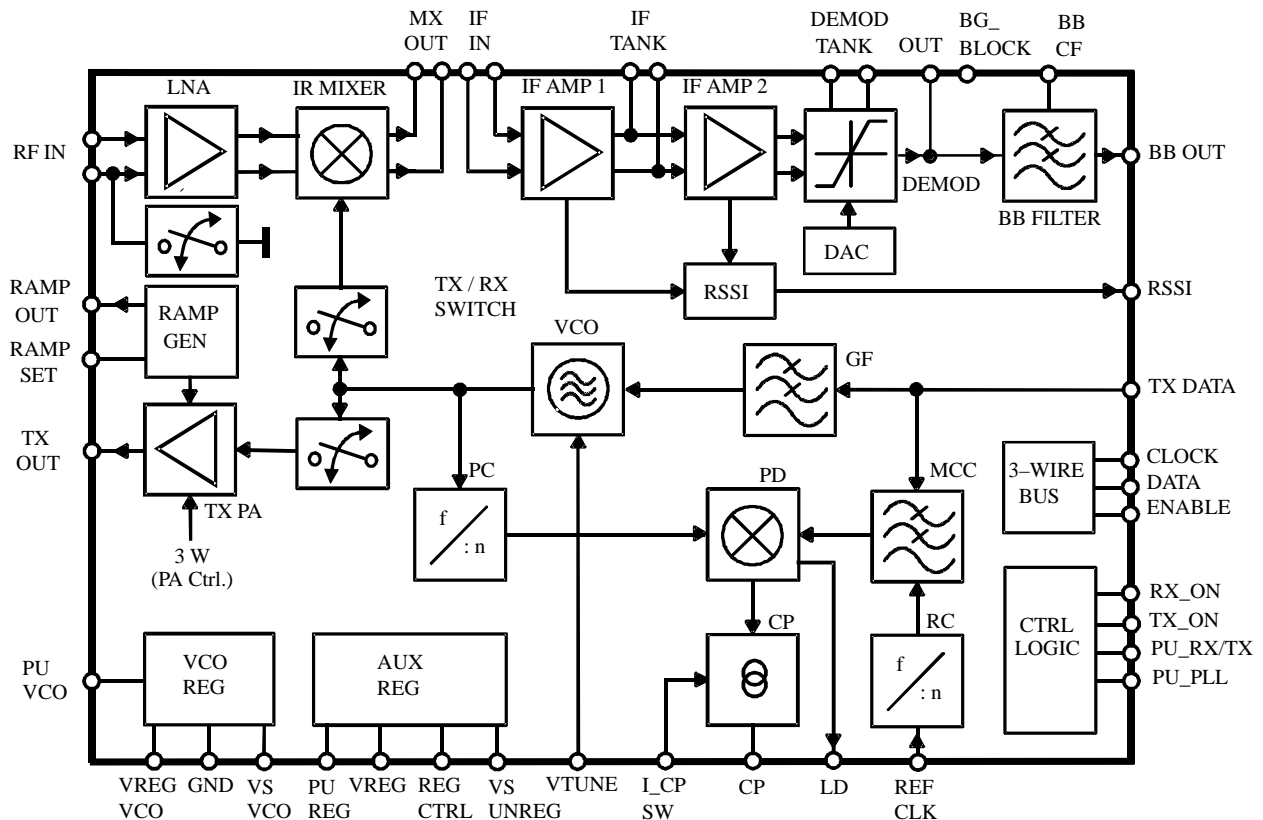 MX
OUT
IF
IN
IF
TANK
DEMOD
TANK
OUT
BG_
BLOCK
BB
CF
LNA
IR MIXER
IF AMP 1
IF AMP 2
RF IN
DEMOD
BB FILTER
BB OUT
DAC
RAMP
OUT
RAMP
GEN
RAMP
SET
TX / RX
SWITCH
RSSI
RSSI
VCO
GF
TX DATA
TX
OUT
TX PA
3 W
(PA Ctrl.)
PC
f
: n
PD
MCC
3–WIRE
BUS
CLOCK
DATA
ENABLE
CTRL
LOGIC
RX_ON
TX_ON
PU_RX/TX
PU_PLL
PU
VCO
VCO
REG
AUX
REG
CP
RC
f
: n
VREG
VCO
GND
VS
VCO
PU
REG
VREG
REG
CTRL
VS
UNREG
VTUNE
I_CP
SW
CP
LD
REF
CLK